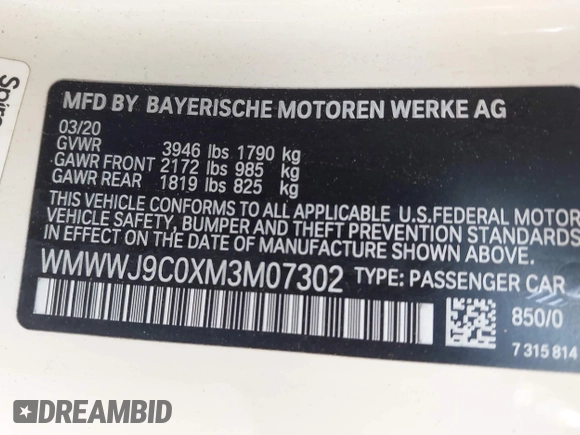 Spire
MFD BY BAYERISCHE MOTOREN WERKE AG
03/20
GVWR 3946 lbs 1790 kg
GAWR FRONT 2172 lbs 985 kg
GAWR REAR 1819 lbs 825 kg
THIS VEHICLE CONFORMS TO ALL APPLICABLE U.S.FEDERAL MOTOR
VEHICLE SAFETY, BUMPER AND THEFT PREVENTION STANDARDS
IN EFFECT ON THE DATE OF MANUFACTURE SHOWN ABOVE.
WMWWJ9C0XM3M07302 TYPE: PASSENGER CAR
850/0
7 315 814
DREAMBID